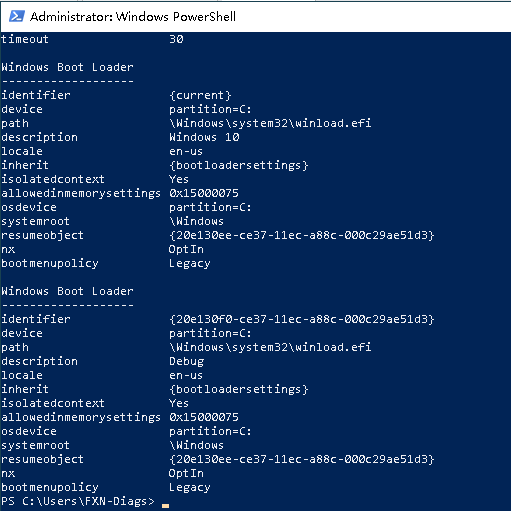 Administrator: Windows PowerShell
timeout                 30

Windows Boot Loader
-------------------
identifier              {current}
device                  partition=C:
path                    \Windows\system32\winload.efi
description             Windows 10
locale                  en-us
inherit                 {bootloadersettings}
isolatedcontext         Yes
allowedinmemorysettings 0x15000075
osdevice                partition=C:
systemroot              \Windows
resumeobject            {20e130ee-ce37-11ec-a88c-000c29ae51d3}
nx                      OptIn
bootmenupolicy          Legacy

Windows Boot Loader
-------------------
identifier              {20e130f0-ce37-11ec-a88c-000c29ae51d3}
device                  partition=C:
path                    \Windows\system32\winload.efi
description             Debug
locale                  en-us
inherit                 {bootloadersettings}
isolatedcontext         Yes
allowedinmemorysettings 0x15000075
osdevice                partition=C:
systemroot              \Windows
resumeobject            {20e130ee-ce37-11ec-a88c-000c29ae51d3}
nx                      OptIn
bootmenupolicy          Legacy
PS C:\Users\FXN-Diags>